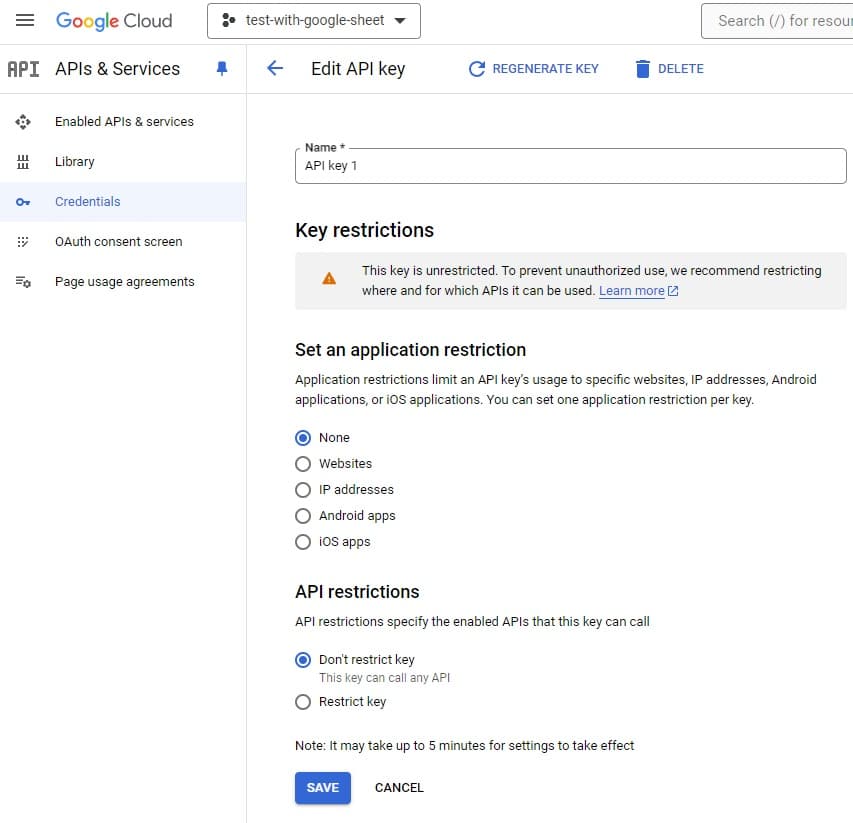 Google Cloud
test-with-google-sheet
Search (/) for resour
API APIs & Services
Edit API key
REGENERATE KEY
DELETE
Enabled APIs & services
Library
Credentials
OAuth consent screen
Page usage agreements
Name *
API key 1
Key restrictions
This key is unrestricted. To prevent unauthorized use, we recommend restricting
where and for which APIs it can be used. Learn more
Set an application restriction
Application restrictions limit an API key's usage to specific websites, IP addresses, Android
applications, or iOS applications. You can set one application restriction per key.
None
Websites
IP addresses
Android apps
iOS apps
API restrictions
API restrictions specify the enabled APIs that this key can call
Don't restrict key
This key can call any API
Restrict key
Note: It may take up to 5 minutes for settings to take effect
SAVE
CANCEL